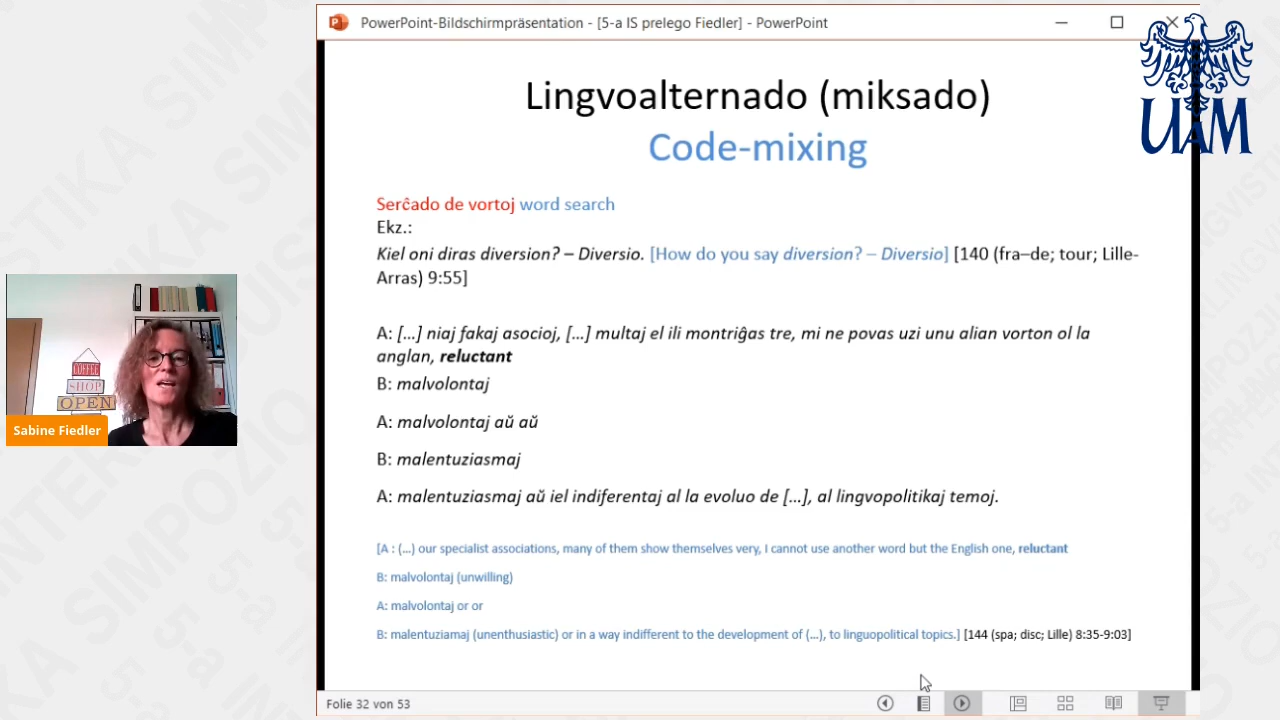 PowerPoint-Bildschirmpräsentation - [5-a IS prelego Fiedler] - PowerPoint
UAM
Lingvoalternado (miksado)
Code-mixing
Serĉado de vortoj word search
Ekz.:
Kiel oni diras diversion? – Diversio. [How do you say diversion? – Diversio] [140 (fra–de; tour; Lille-
Arras) 9:55]
A: […] niaj fakaj asocioj, […] multaj el ili montriĝas tre, mi ne povas uzi unu alian vorton ol la
anglan, reluctant
B: malvolontaj
A: malvolontaj aŭ aŭ
B: malentuziasmaj
A: malentuziasmaj aŭ iel indiferentaj al la evoluo de […], al lingvopolitikaj temoj.
[A : (…) our specialist associations, many of them show themselves very, I cannot use another word but the English one, reluctant
B: malvolontaj (unwilling)
A: malvolontaj or or
B: malentuziamaj (unenthusiastic) or in a way indifferent to the development of (…), to linguopolitical topics.] [144 (spa; disc; Lille) 8:35-9:03]
COFFEE
SHOP
OPEN
Sabine Fiedler
Folie 32 von 53